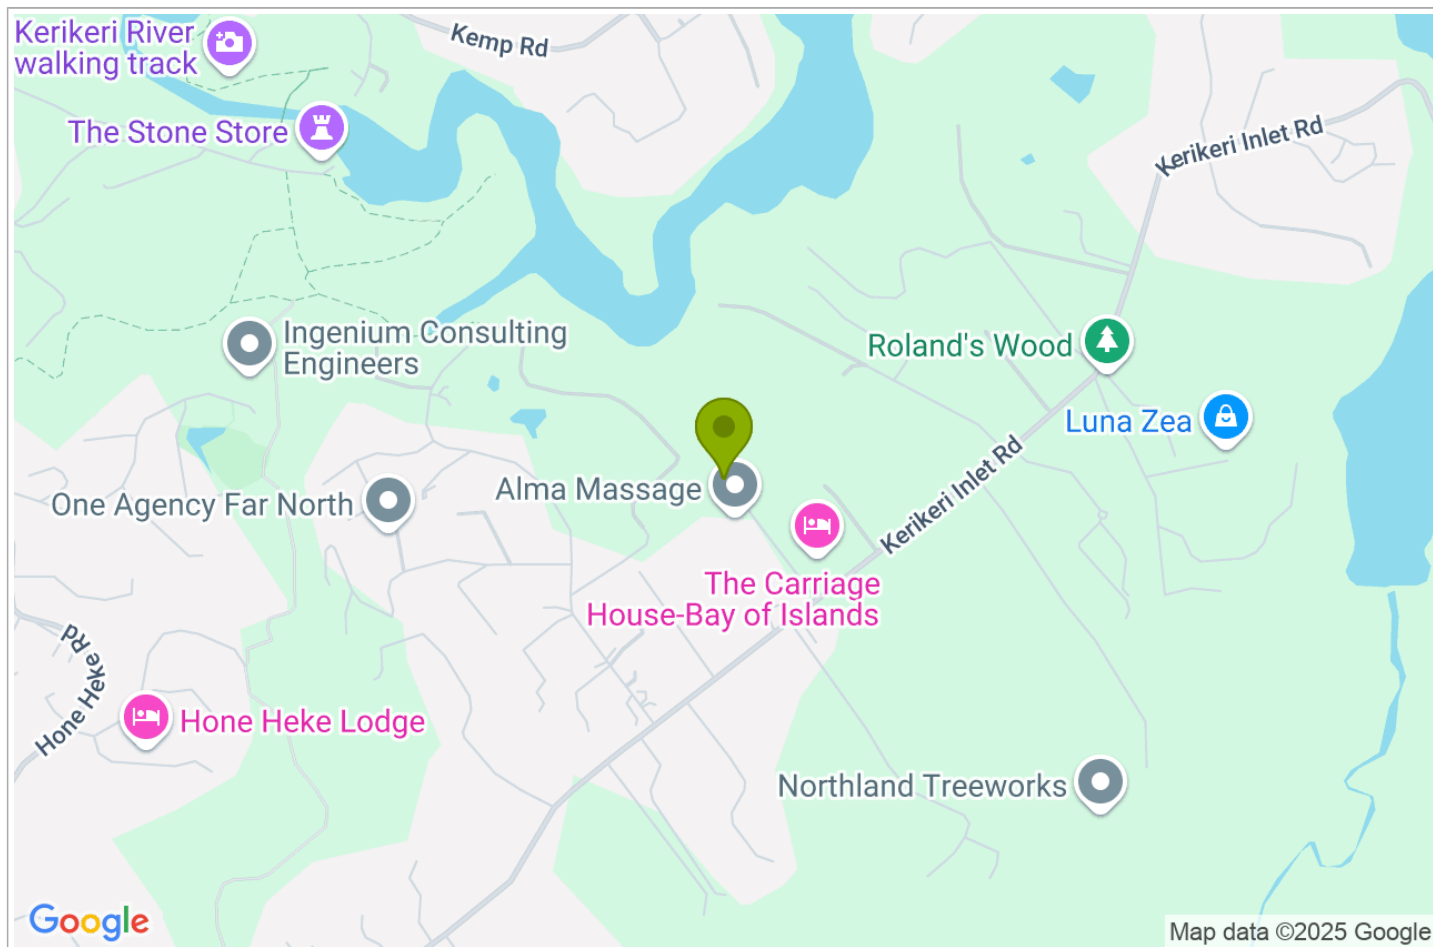 Kerikeri River
walking track
Kemp Rd
The Stone Store
Kerikeri Inlet Rd
Ingenium Consulting
Engineers
Roland's Wood
Luna Zea
One Agency Far North
Alma Massage
Kerikeri Inlet Rd
The Carriage
House-Bay of Islands
Hone Heke Rd
Hone Heke Lodge
Northland Treeworks
Google
Map data ©2025 Google